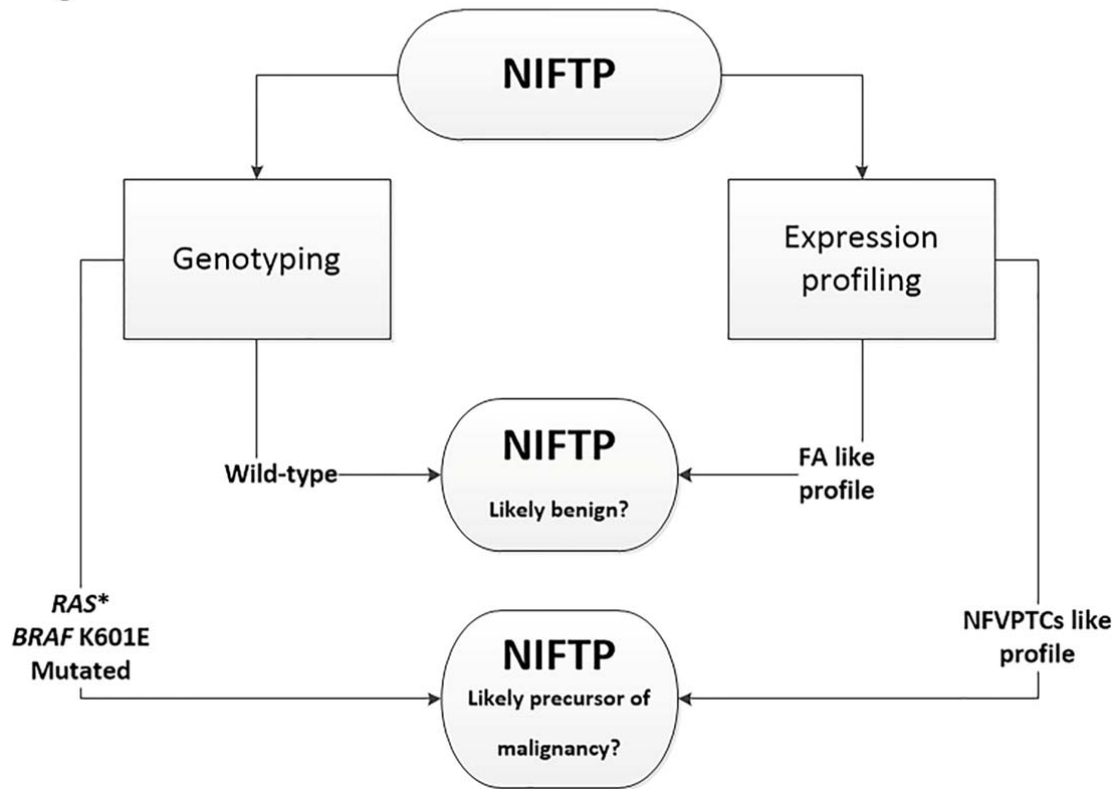 NIFTP
Genotyping
Expression
profiling
NIFTP
Likely benign?
Wild-type
FA like
profile
RAS*
BRAF K601E
Mutated
NFVPTCs like
profile
NIFTP
Likely precursor of
malignancy?